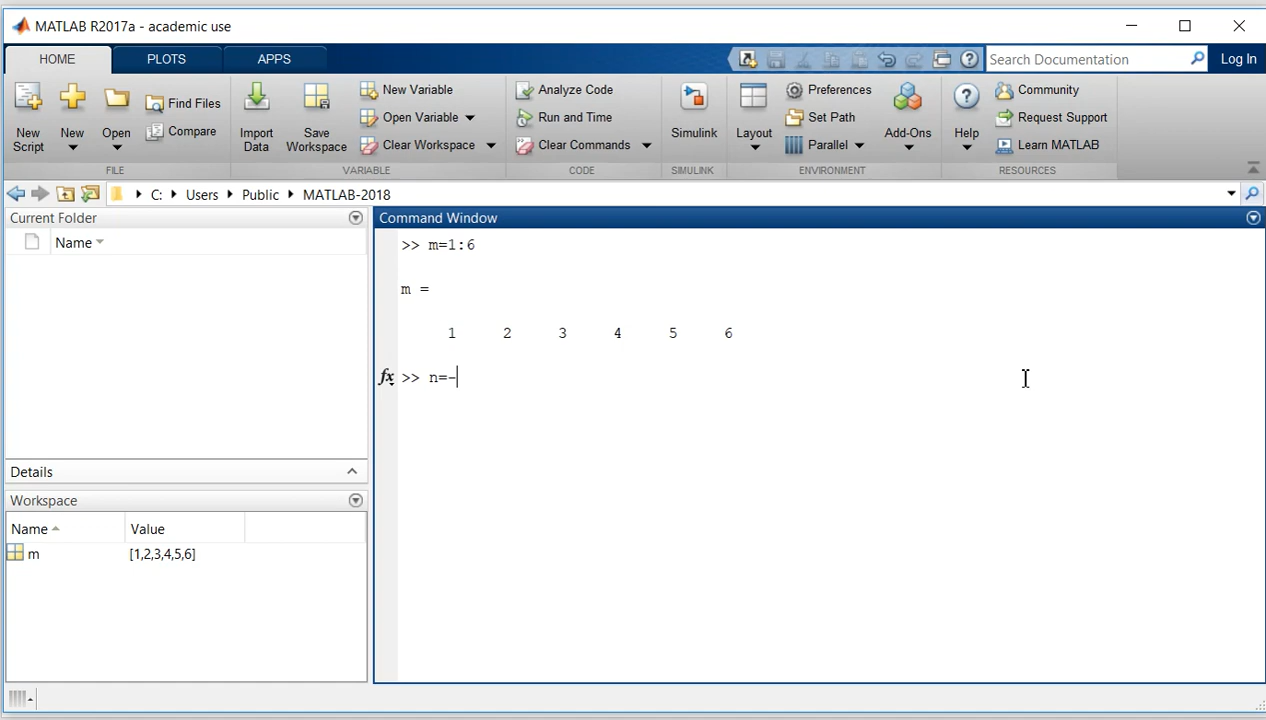 MATLAB R2017a - academic use
HOME PLOTS APPS Search Documentation Log In
New Script
New
Open
Find Files
Compare
FILE
Import Data
Save Workspace
New Variable
Open Variable
Clear Workspace
VARIABLE
Analyze Code
Run and Time
Clear Commands
CODE
Simulink
SIMULINK
Layout
Preferences
Set Path
Parallel
Add-Ons
ENVIRONMENT
Help
Community
Request Support
Learn MATLAB
RESOURCES
C: Users Public MATLAB-2018
Current Folder
Name
Details
Workspace
Name Value
m [1,2,3,4,5,6]
Command Window
>> m=1:6
m =
1 2 3 4 5 6
fx >> n=-